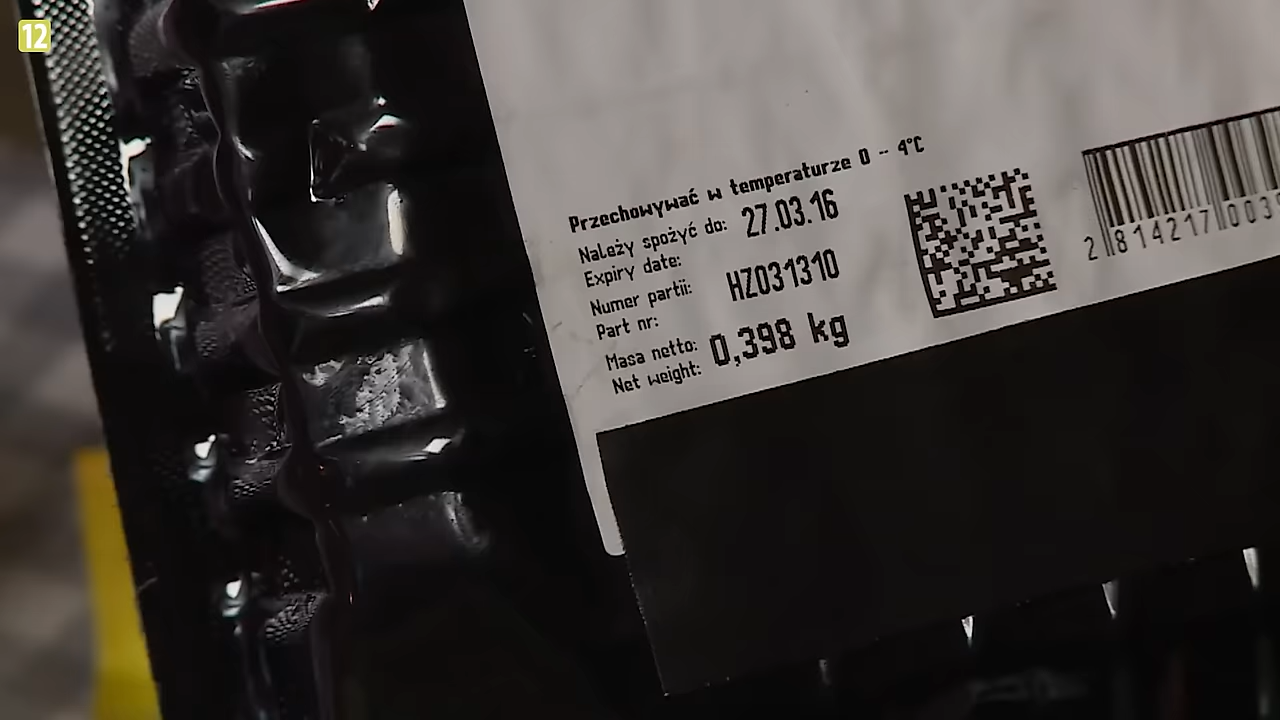 12
Przechowywać w temperaturze 0 -- 4°C
Należy spożyć do: 27.03.16
Expiry date:
Numer partii: HZ031310
Part nr:
Masa netto: 0,398 kg
Net weight:
2 814217 003